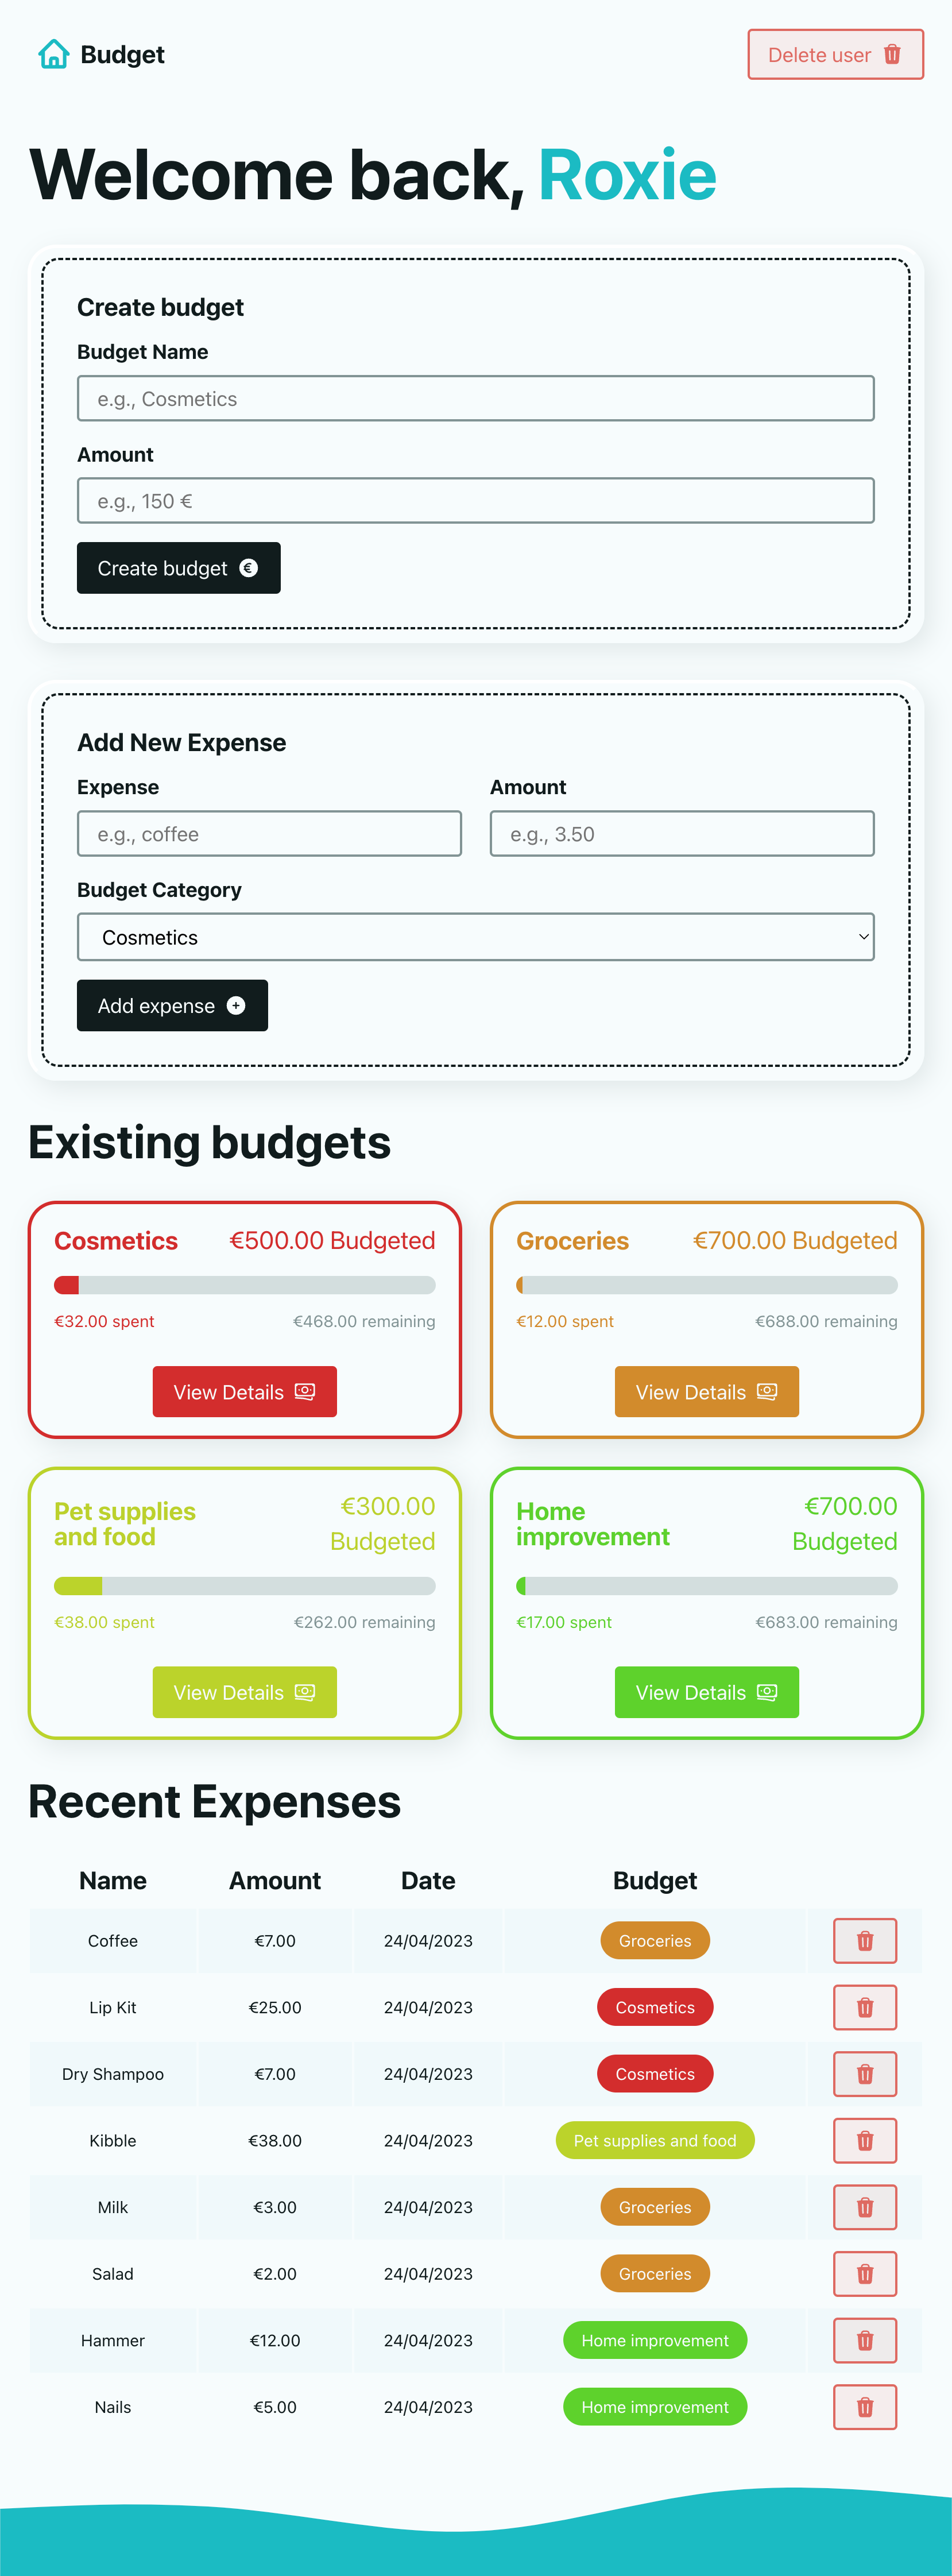 Budget
Delete user
Welcome back, Roxie
Create budget
Budget Name
e.g., Cosmetics
Amount
e.g., 150 €
Create budget €
Add New Expense
Expense Amount
e.g., coffee e.g., 3.50
Budget Category
Cosmetics
Add expense
Existing budgets
Cosmetics €500.00 Budgeted
€32.00 spent €468.00 remaining
View Details
Groceries €700.00 Budgeted
€12.00 spent €688.00 remaining
View Details
Pet supplies
and food
€300.00
Budgeted
€38.00 spent €262.00 remaining
View Details
Home
improvement
€700.00
Budgeted
€17.00 spent €683.00 remaining
View Details
Recent Expenses
Name Amount Date Budget
Coffee €7.00 24/04/2023 Groceries
Lip Kit €25.00 24/04/2023 Cosmetics
Dry Shampoo €7.00 24/04/2023 Cosmetics
Kibble €38.00 24/04/2023 Pet supplies and food
Milk €3.00 24/04/2023 Groceries
Salad €2.00 24/04/2023 Groceries
Hammer €12.00 24/04/2023 Home improvement
Nails €5.00 24/04/2023 Home improvement